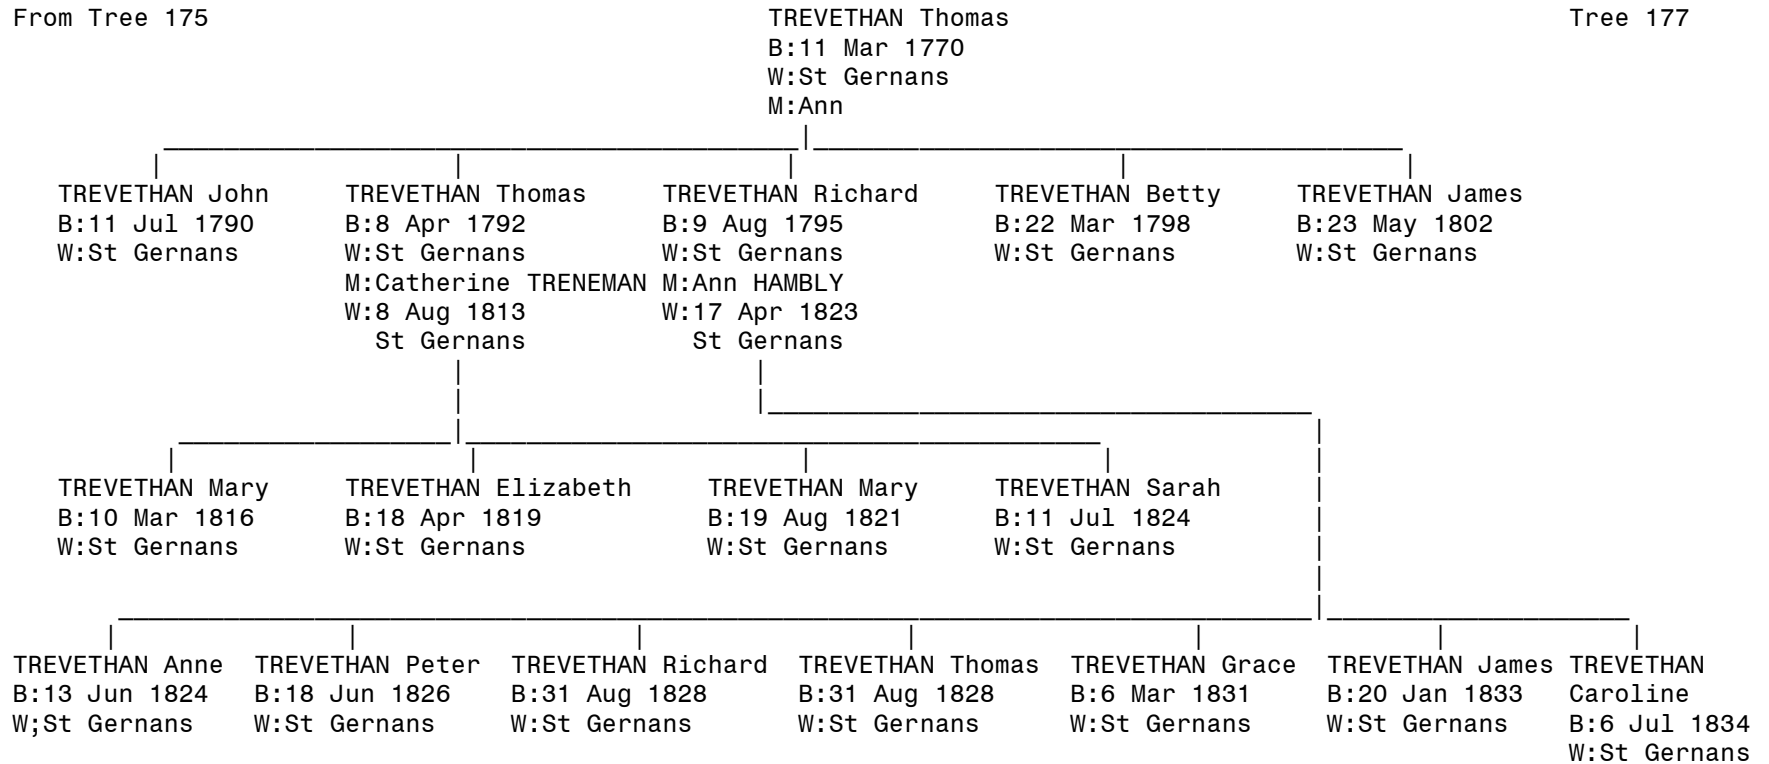 From Tree 175 TREVETHAN Thomas Tree 177
B:11 Mar 1770
W:St Gernans
M:Ann
TREVETHAN John TREVETHAN Thomas TREVETHAN Richard TREVETHAN Betty TREVETHAN James
B:11 Jul 1790 B:8 Apr 1792 B:9 Aug 1795 B:22 Mar 1798 B:23 May 1802
W:St Gernans W:St Gernans W:St Gernans W:St Gernans W:St Gernans
M:Catherine TRENEMAN M:Ann HAMBLY
W:8 Aug 1813 W:17 Apr 1823
St Gernans St Gernans
TREVETHAN Mary TREVETHAN Elizabeth TREVETHAN Mary TREVETHAN Sarah
B:10 Mar 1816 B:18 Apr 1819 B:19 Aug 1821 B:11 Jul 1824
W:St Gernans W:St Gernans W:St Gernans W:St Gernans
TREVETHAN Anne TREVETHAN Peter TREVETHAN Richard TREVETHAN Thomas TREVETHAN Grace TREVETHAN James TREVETHAN
B:13 Jun 1824 B:18 Jun 1826 B:31 Aug 1828 B:31 Aug 1828 B:6 Mar 1831 B:20 Jan 1833 Caroline
W;St Gernans W:St Gernans W:St Gernans W:St Gernans W:St Gernans W:St Gernans B:6 Jul 1834
W:St Gernans